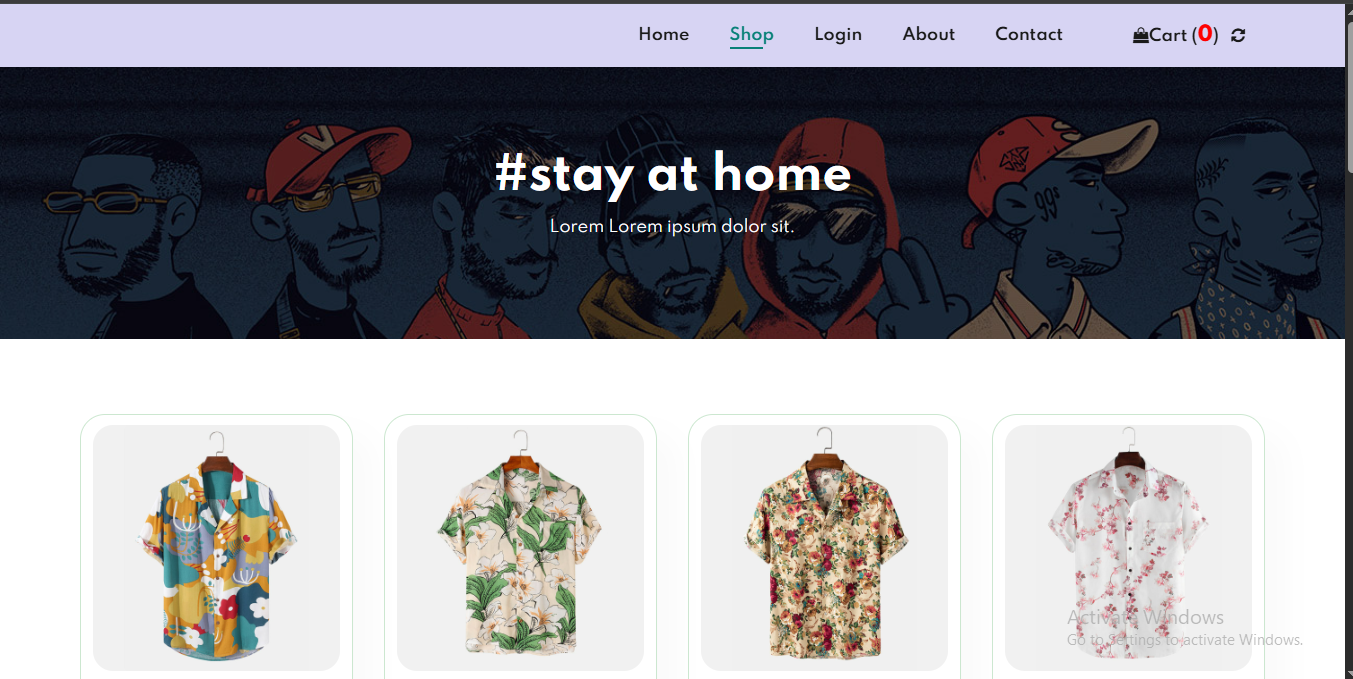 Home Shop Login About Contact Cart (0)
#stay at home
Lorem Lorem ipsum dolor sit.
V
99s
Activate Windows
Go to Settings to activate Windows.